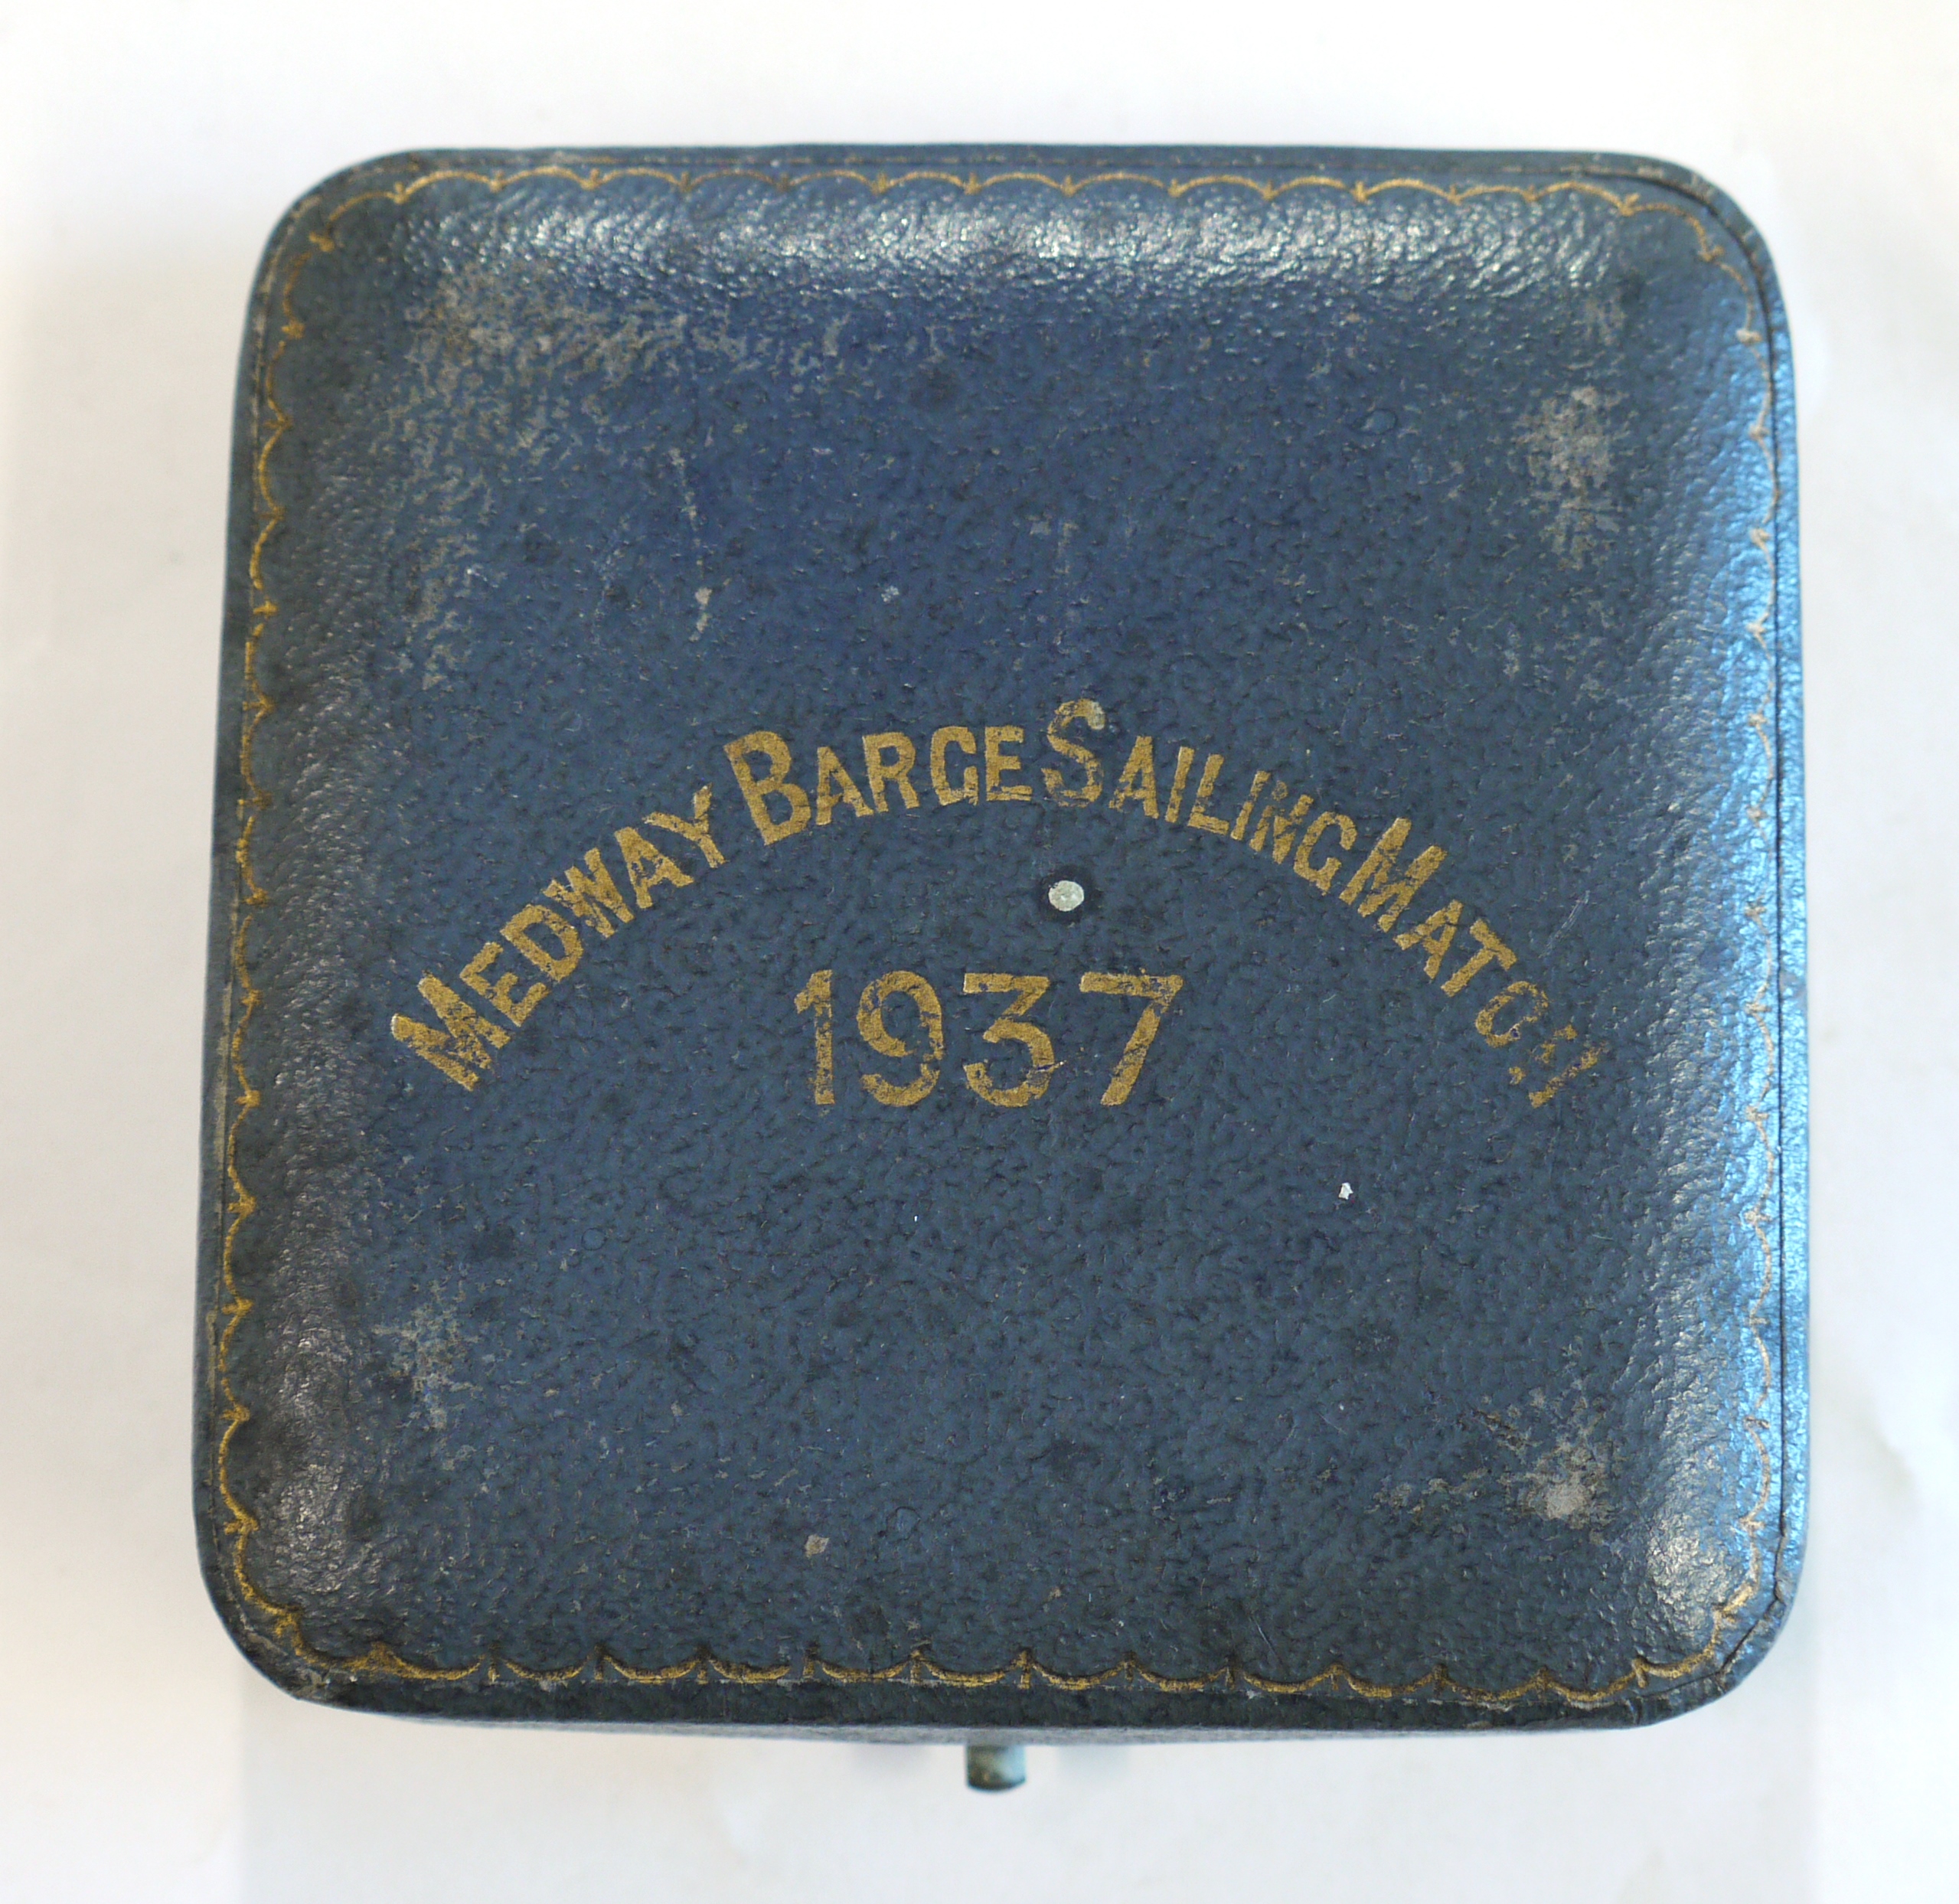 MEDWAY BARGE SAILING MATCH
1937